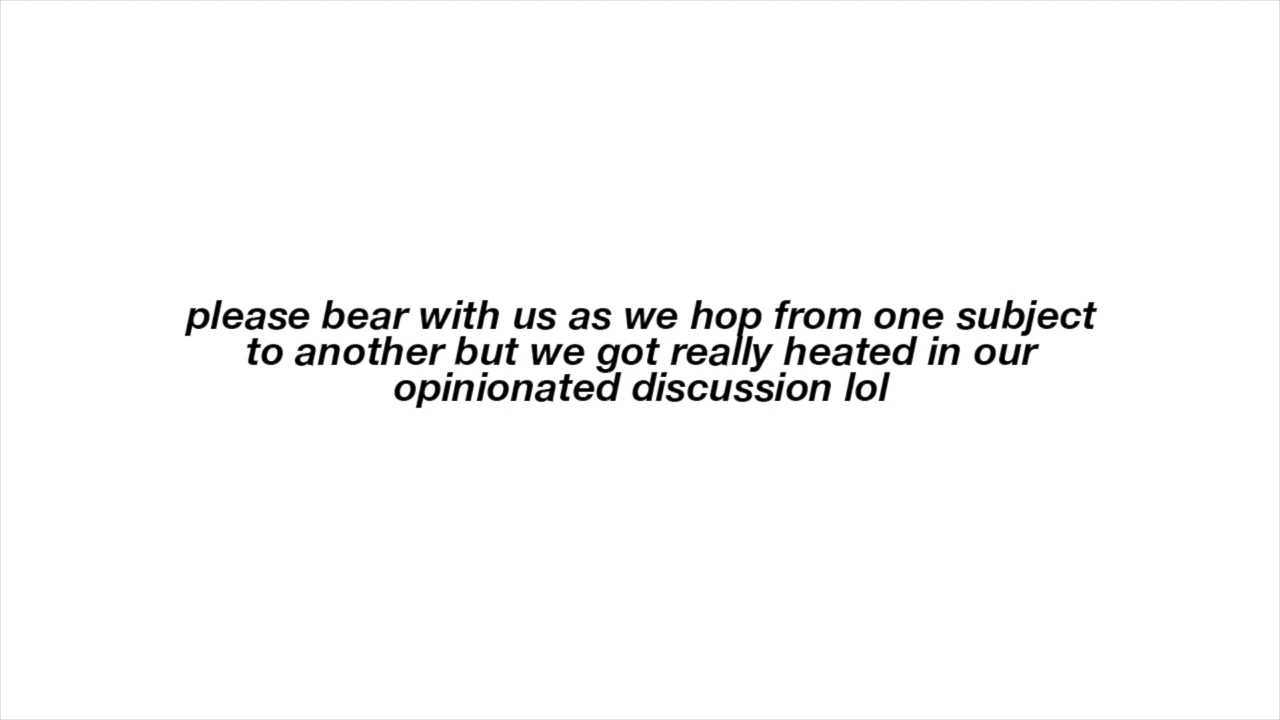 please bear with us as we hop from one subject
to another but we got really heated in our
opinionated discussion lol